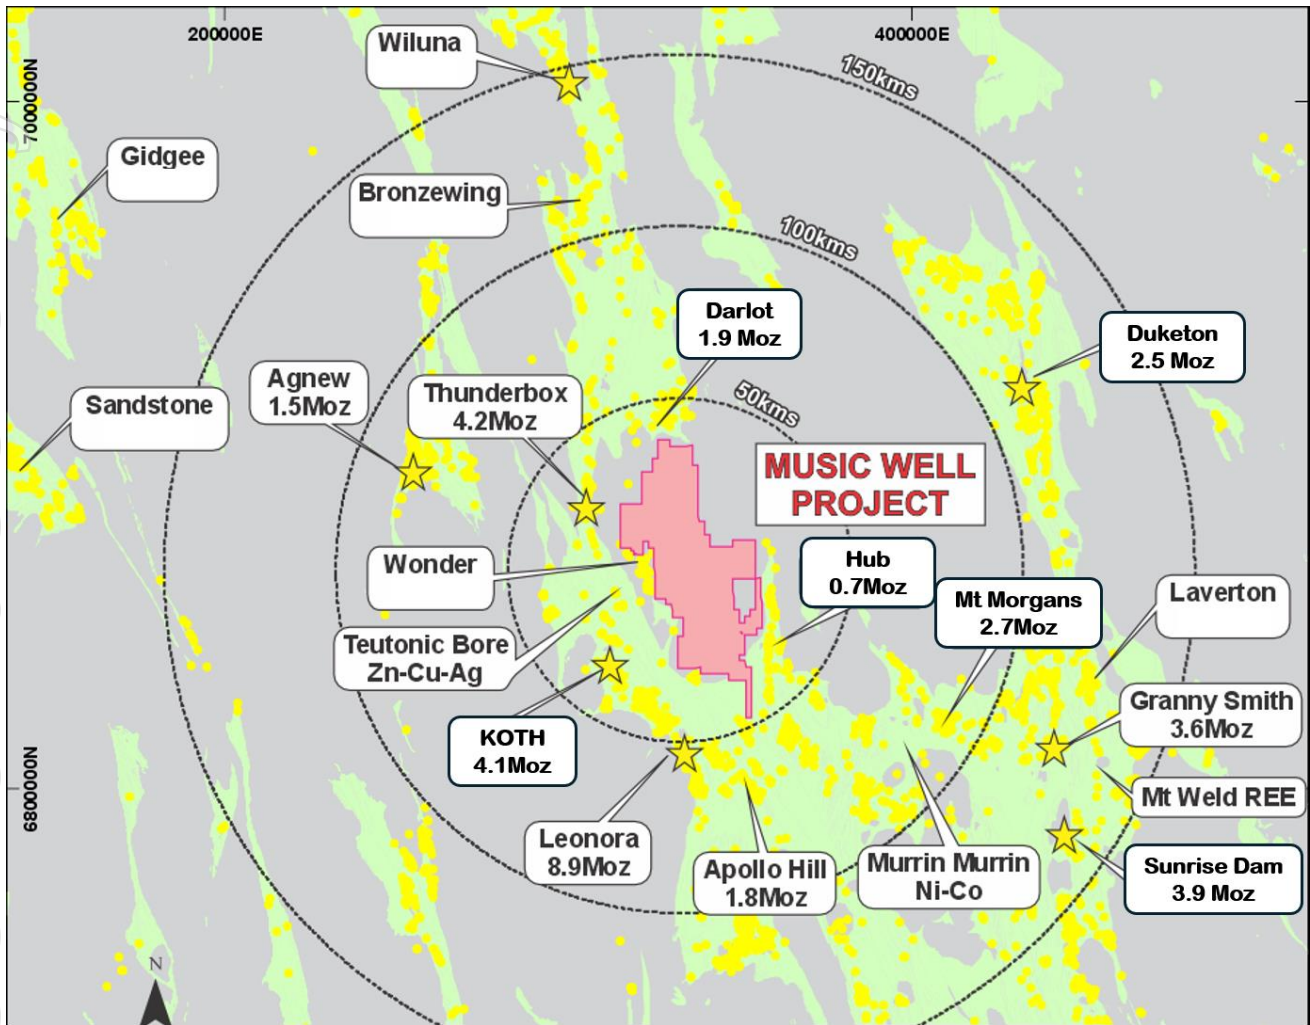 200000E
400000E
7000000N
6800000N
150kms
100kms
50kms
Wiluna
Gidgee
Bronzewing
Darlot
1.9 Moz
Duketon
2.5 Moz
Agnew
1.5Moz
Thunderbox
4.2Moz
Sandstone
MUSIC WELL
PROJECT
Wonder
Hub
0.7Moz
Mt Morgans
2.7Moz
Laverton
Teutonic Bore
Zn-Cu-Ag
Granny Smith
3.6Moz
KOTH
4.1Moz
Mt Weld REE
Leonora
8.9Moz
Apollo Hill
1.8Moz
Murrin Murrin
Ni-Co
Sunrise Dam
3.9 Moz
N